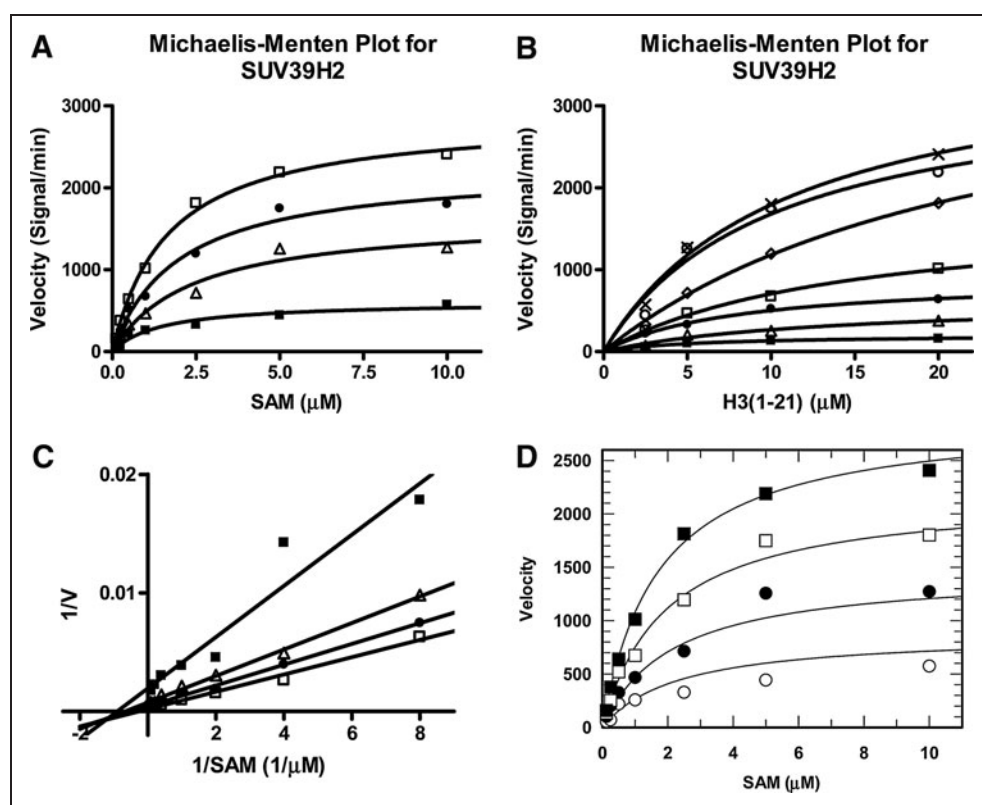 A
Michaelis-Menten Plot for
SUV39H2
3000
2000
1000
0
Velocity (Signal/min)
0.0
2.5
5.0
7.5
10.0
SAM (μM)
B
Michaelis-Menten Plot for
SUV39H2
3000
2000
1000
0
Velocity (Signal/min)
0
5
10
15
20
H3(1-21) (μM)
C
0.02
0.01
1/V
-2
0
2
4
6
8
1/SAM (1/μM)
D
2500
2000
1500
1000
500
0
Velocity
0
2
4
6
8
10
SAM (μM)